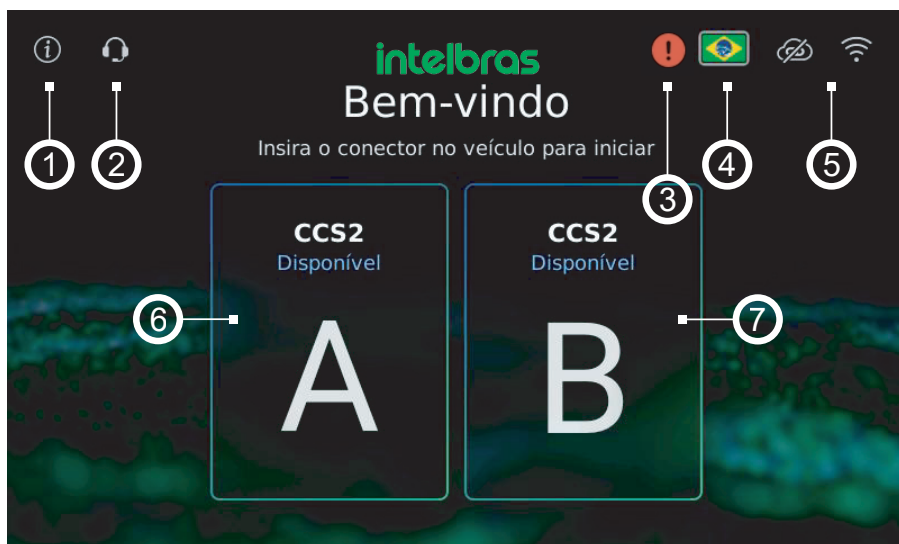 intelbras
Bem-vindo
Insira o conector no veículo para iniciar
1
2
3
4
5
CCS2
Disponível
A
CCS2
Disponível
B
6
7